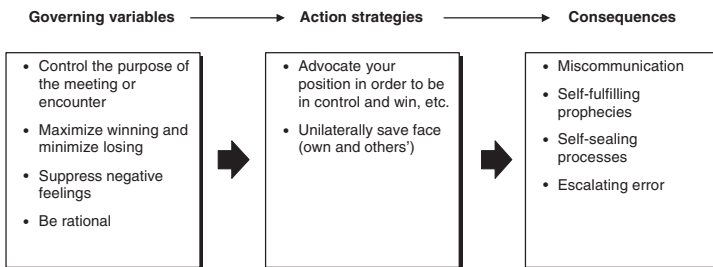 Governing variables
Action strategies
Consequences
• Control the purpose of
the meeting or
encounter
• Maximize winning and
minimize losing
• Suppress negative
feelings
• Be rational
• Advocate your
position in order to be
in control and win, etc.
• Unilaterally save face
(own and others’)
• Miscommunication
• Self-fulfilling
prophecies
• Self-sealing
processes
• Escalating error